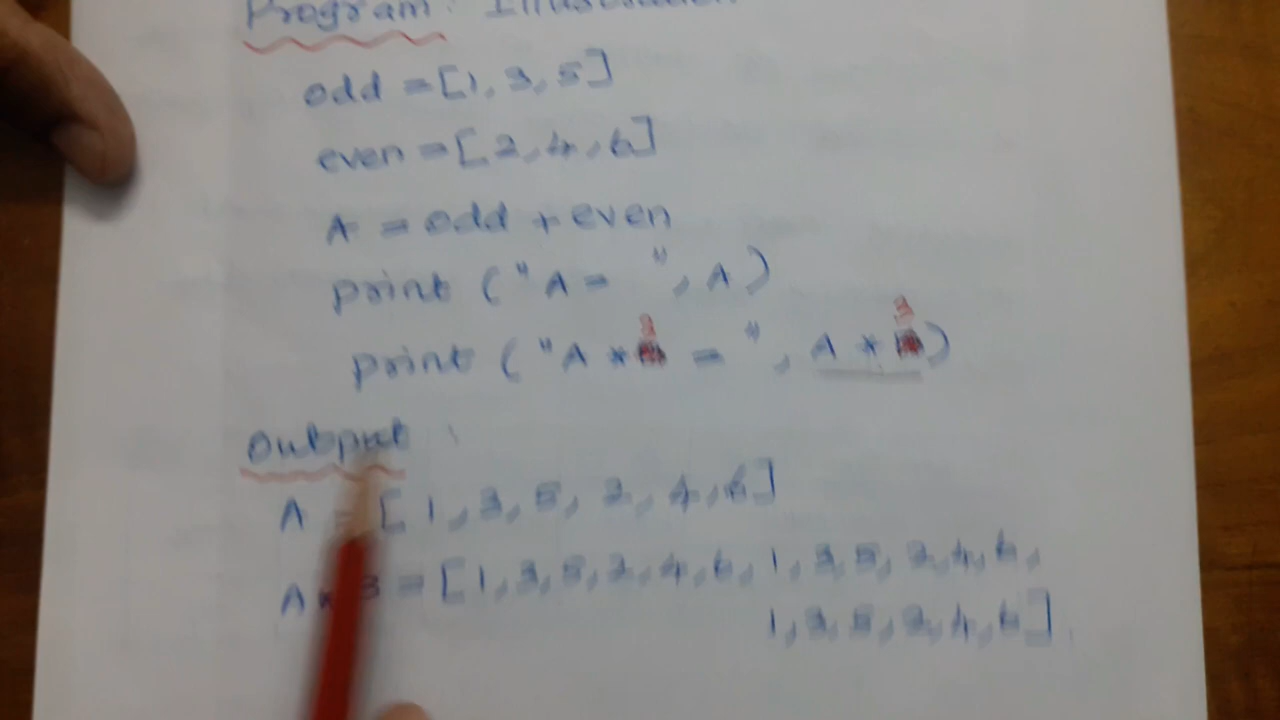 Program: Illustration
odd = [1, 3, 5]
even = [2, 4, 6]
A = odd + even
print ("A = ", A)
print ("A * 3 = ", A * 3)
Output :
A = [1, 3, 5, 2, 4, 6]
A * 3 = [1, 3, 5, 2, 4, 6, 1, 3, 5, 2, 4, 6,
1, 3, 5, 2, 4, 6]